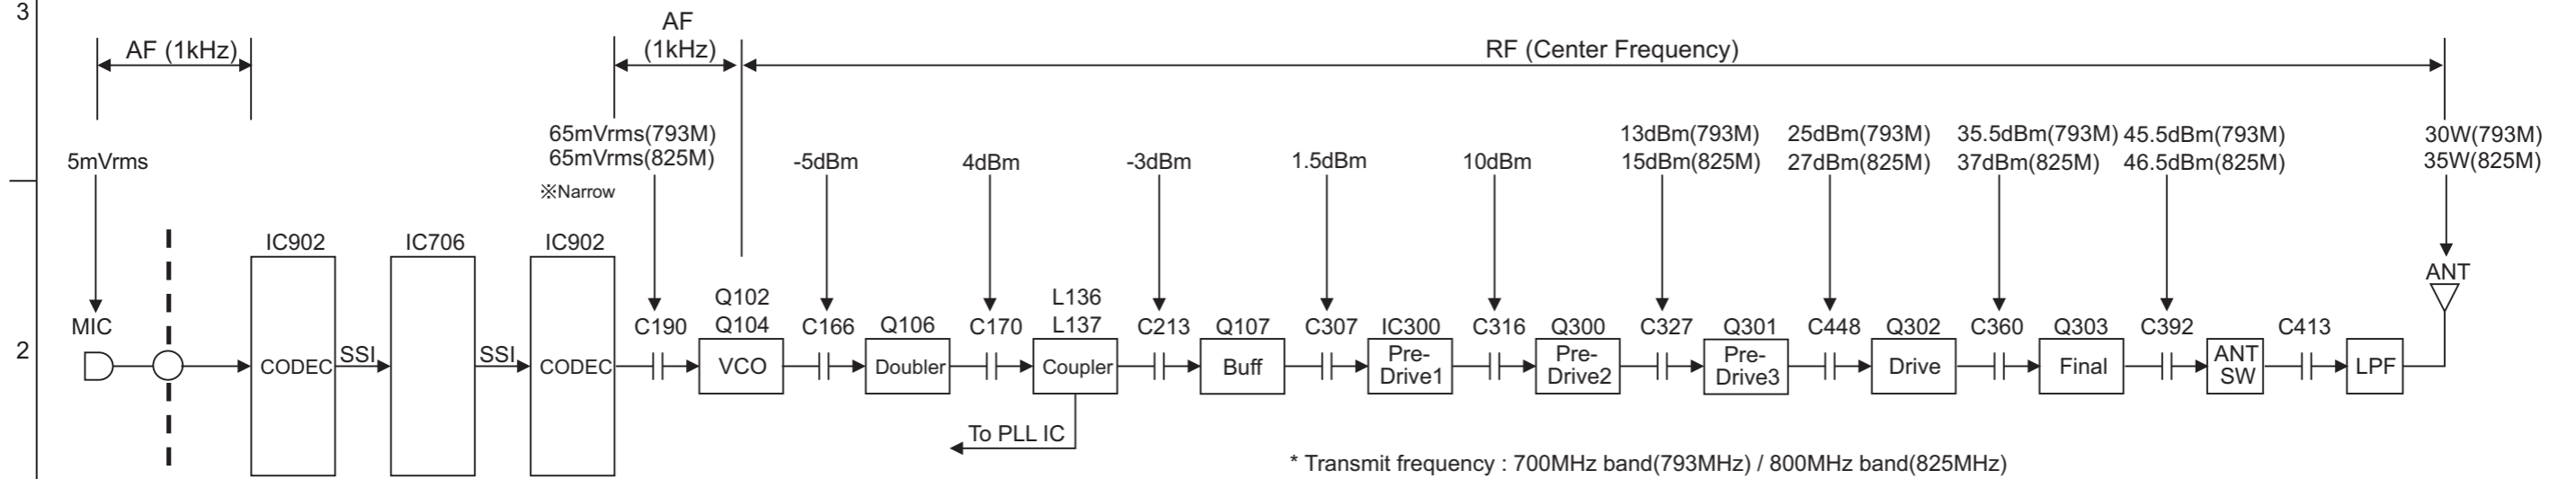 3
AF (1kHz)
AF
(1kHz)
RF (Center Frequency)
5mVrms
65mVrms(793M)
65mVrms(825M)
※Narrow
-5dBm
4dBm
-3dBm
1.5dBm
10dBm
13dBm(793M)
15dBm(825M)
25dBm(793M)
27dBm(825M)
35.5dBm(793M)
37dBm(825M)
45.5dBm(793M)
46.5dBm(825M)
30W(793M)
35W(825M)
2
MIC
IC902
CODEC
SSI
IC706
SSI
IC902
CODEC
C190
Q102
Q104
VCO
C166
Q106
Doubler
C170
L136
L137
Coupler
To PLL IC
C213
Q107
Buff
C307
IC300
Pre-
Drive1
C316
Q300
Pre-
Drive2
C327
Q301
Pre-
Drive3
C448
Q302
Drive
C360
Q303
Final
C392
ANT
SW
C413
LPF
ANT
* Transmit frequency : 700MHz band(793MHz) / 800MHz band(825MHz)